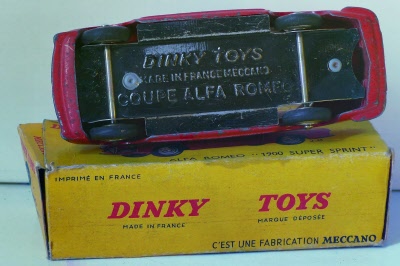 DINKY TOYS
MADE IN FRANCE MECCANO
COUPE ALFA ROMEO
ALFA ROMEO "1900 SUPER SPRINT"
IMPRIMÉ EN FRANCE
DINKY TOYS
MADE IN FRANCE MARQUE DÉPOSÉE
C'EST UNE FABRICATION MECCANO